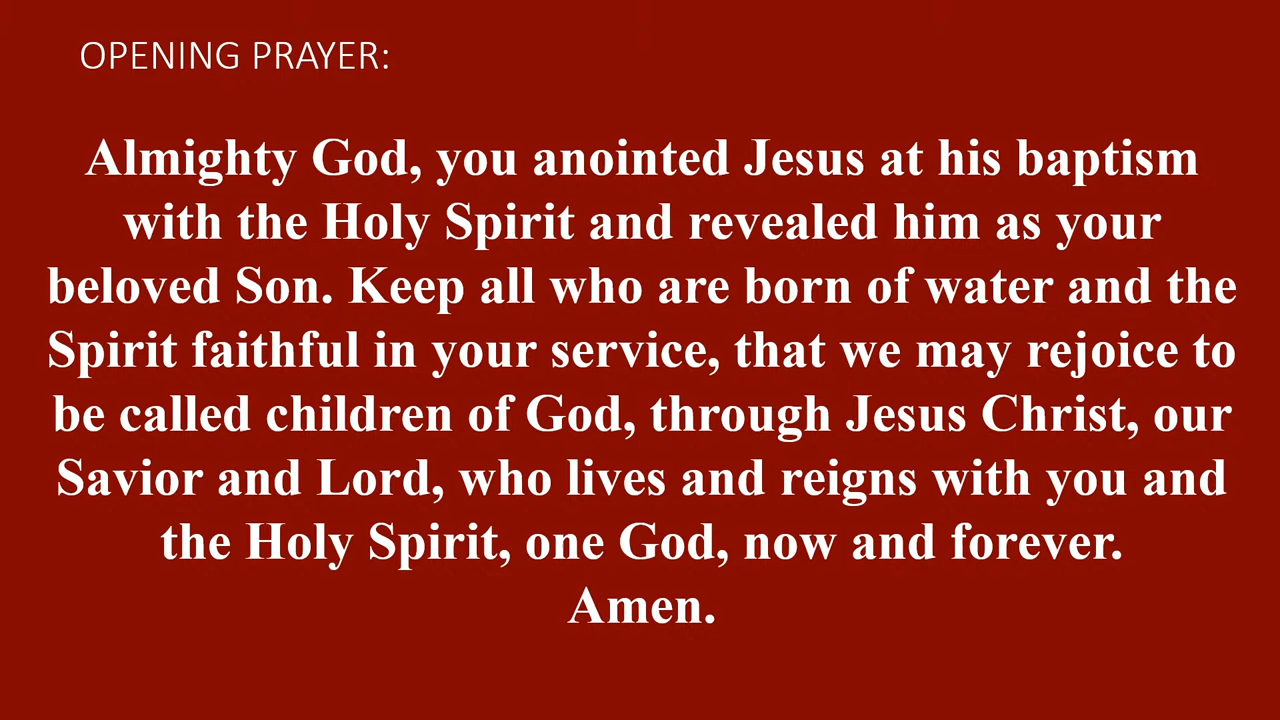 OPENING PRAYER:
Almighty God, you anointed Jesus at his baptism
with the Holy Spirit and revealed him as your
beloved Son. Keep all who are born of water and the
Spirit faithful in your service, that we may rejoice to
be called children of God, through Jesus Christ, our
Savior and Lord, who lives and reigns with you and
the Holy Spirit, one God, now and forever.
Amen.